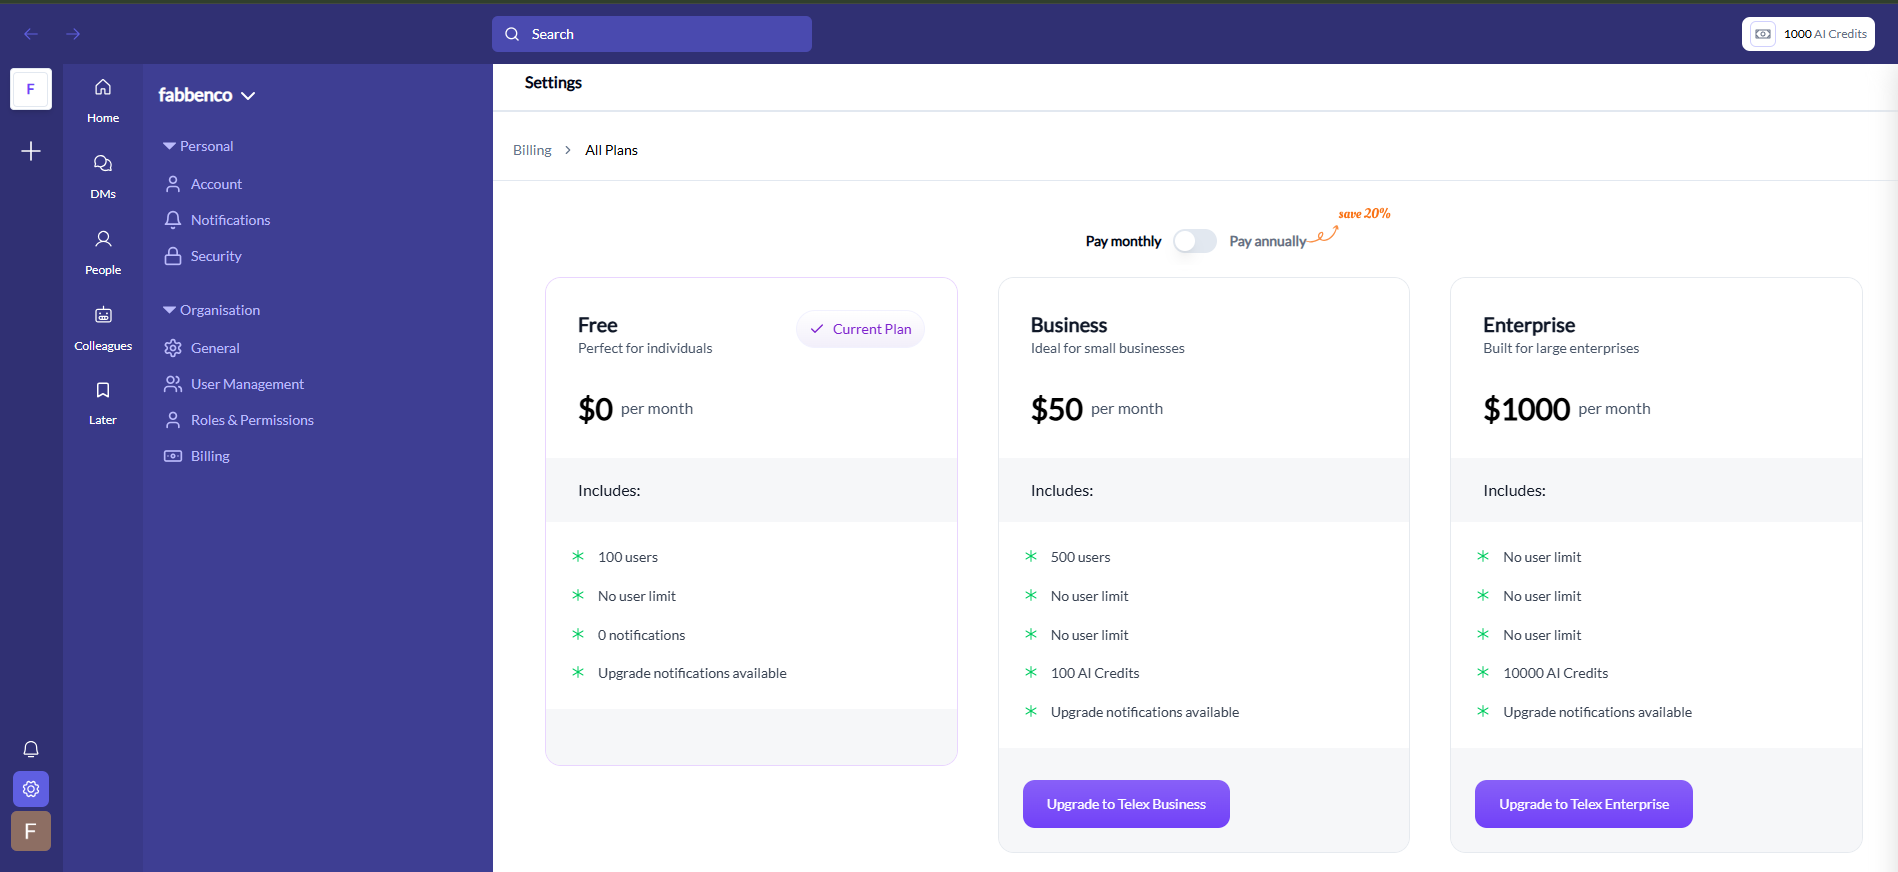 Search
1000 AI Credits
F
Home
DMs
People
Colleagues
Later
F
fabbenco
Personal
Account
Notifications
Security
Organisation
General
User Management
Roles & Permissions
Billing
Settings
Billing > All Plans
save 20%
Pay monthly Pay annually
Free
Current Plan
Perfect for individuals
$0 per month
Includes:
100 users
No user limit
0 notifications
Upgrade notifications available
Business
Ideal for small businesses
$50 per month
Includes:
500 users
No user limit
No user limit
100 AI Credits
Upgrade notifications available
Upgrade to Telex Business
Enterprise
Built for large enterprises
$1000 per month
Includes:
No user limit
No user limit
No user limit
10000 AI Credits
Upgrade notifications available
Upgrade to Telex Enterprise